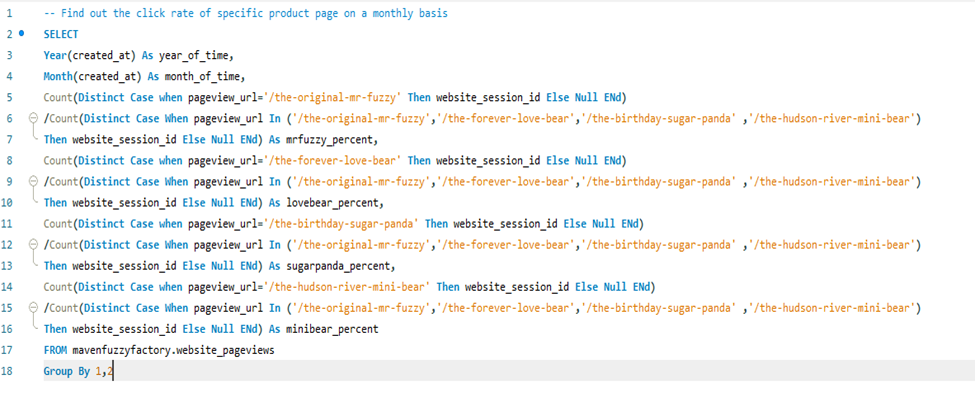 1 -- Find out the click rate of specific product page on a monthly basis
2 SELECT
3 Year(created_at) As year_of_time,
4 Month(created_at) As month_of_time,
5 Count(Distinct Case when pageview_url='/the-original-mr-fuzzy' Then website_session_id Else Null ENd)
6 /Count(Distinct Case When pageview_url In ('/the-original-mr-fuzzy','/the-forever-love-bear','/the-birthday-sugar-panda' ,'/the-hudson-river-mini-bear')
7 Then website_session_id Else Null ENd) As mrfuzzy_percent,
8 Count(Distinct Case when pageview_url='/the-forever-love-bear' Then website_session_id Else Null ENd)
9 /Count(Distinct Case When pageview_url In ('/the-original-mr-fuzzy','/the-forever-love-bear','/the-birthday-sugar-panda' ,'/the-hudson-river-mini-bear')
10 Then website_session_id Else Null ENd) As lovebear_percent,
11 Count(Distinct Case when pageview_url='/the-birthday-sugar-panda' Then website_session_id Else Null ENd)
12 /Count(Distinct Case When pageview_url In ('/the-original-mr-fuzzy','/the-forever-love-bear','/the-birthday-sugar-panda' ,'/the-hudson-river-mini-bear')
13 Then website_session_id Else Null ENd) As sugarpanda_percent,
14 Count(Distinct Case when pageview_url='/the-hudson-river-mini-bear' Then website_session_id Else Null ENd)
15 /Count(Distinct Case When pageview_url In ('/the-original-mr-fuzzy','/the-forever-love-bear','/the-birthday-sugar-panda' ,'/the-hudson-river-mini-bear')
16 Then website_session_id Else Null ENd) As minibear_percent
17 FROM mavenfuzzyfactory.website_pageviews
18 Group By 1,2